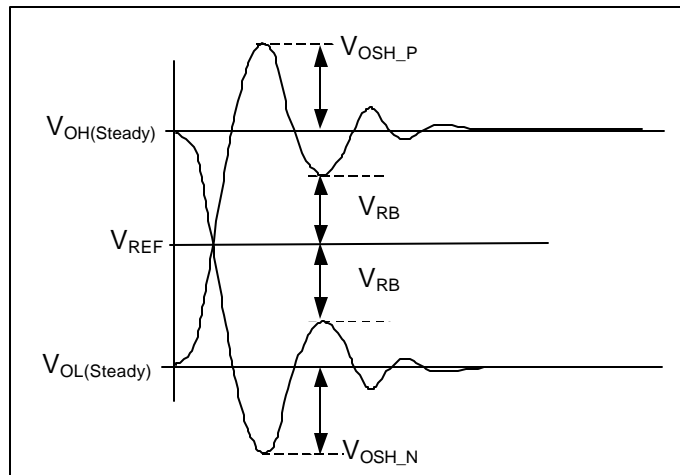 V_OSH_P
V_OH(Steady)
V_RB
V_REF
V_RB
V_OL(Steady)
V_OSH_N